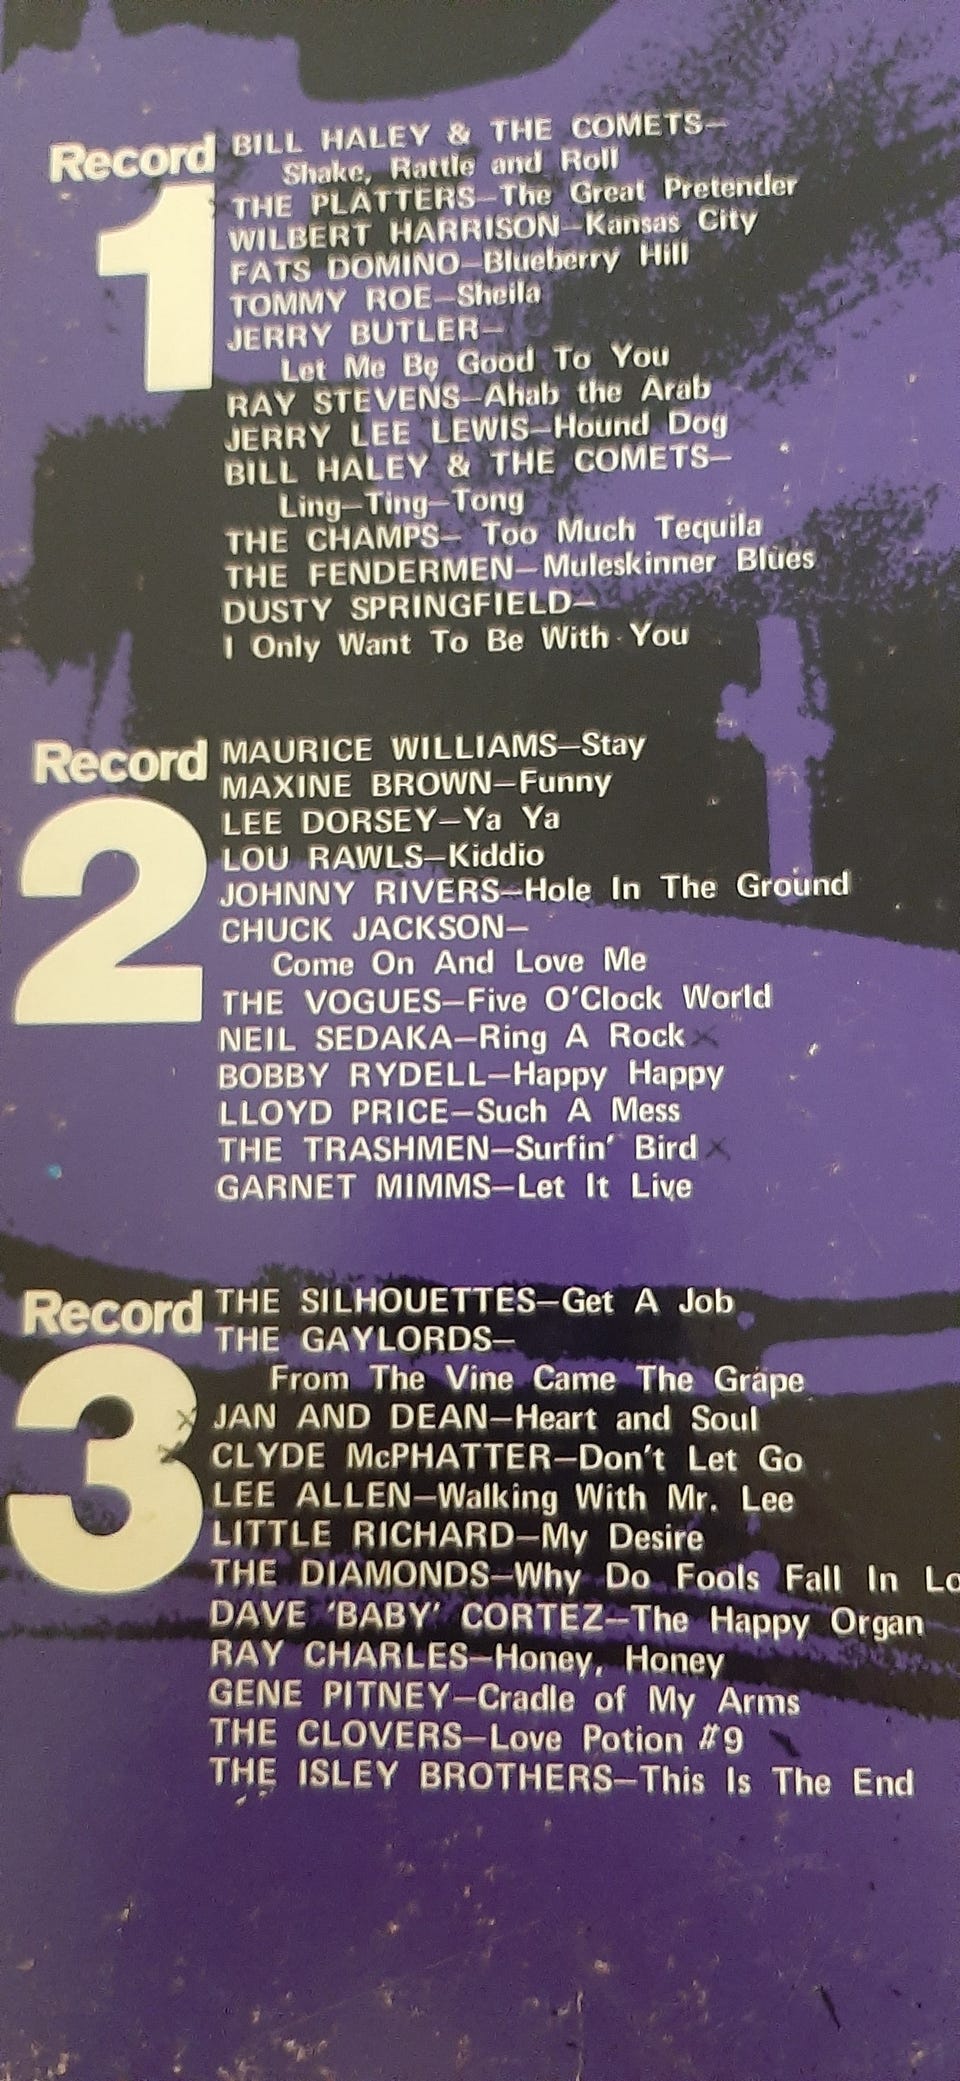 Record
1
BILL HALEY & THE COMETS—
Shake, Rattle and Roll
THE PLATTERS—The Great Pretender
WILBERT HARRISON—Kansas City
FATS DOMINO—Blueberry Hill
TOMMY ROE—Sheila
JERRY BUTLER—
Let Me Be Good To You
RAY STEVENS—Ahab the Arab
JERRY LEE LEWIS—Hound Dog
BILL HALEY & THE COMETS—
Ling—Ting—Tong
THE CHAMPS— Too Much Tequila
THE FENDERMEN—Muleskinner Blues
DUSTY SPRINGFIELD—
I Only Want To Be With You
Record
2
MAURICE WILLIAMS—Stay
MAXINE BROWN—Funny
LEE DORSEY—Ya Ya
LOU RAWLS—Kiddio
JOHNNY RIVERS—Hole In The Ground
CHUCK JACKSON—
Come On And Love Me
THE VOGUES—Five O'Clock World
NEIL SEDAKA—Ring A Rock
BOBBY RYDELL—Happy Happy
LLOYD PRICE—Such A Mess
THE TRASHMEN—Surfin' Bird
GARNET MIMMS—Let It Live
Record
3
THE SILHOUETTES—Get A Job
THE GAYLORDS—
From The Vine Came The Grape
JAN AND DEAN—Heart and Soul
CLYDE McPHATTER—Don't Let Go
LEE ALLEN—Walking With Mr. Lee
LITTLE RICHARD—My Desire
THE DIAMONDS—Why Do Fools Fall In Lo
DAVE 'BABY' CORTEZ—The Happy Organ
RAY CHARLES—Honey, Honey
GENE PITNEY—Cradle of My Arms
THE CLOVERS—Love Potion #9
THE ISLEY BROTHERS—This Is The End